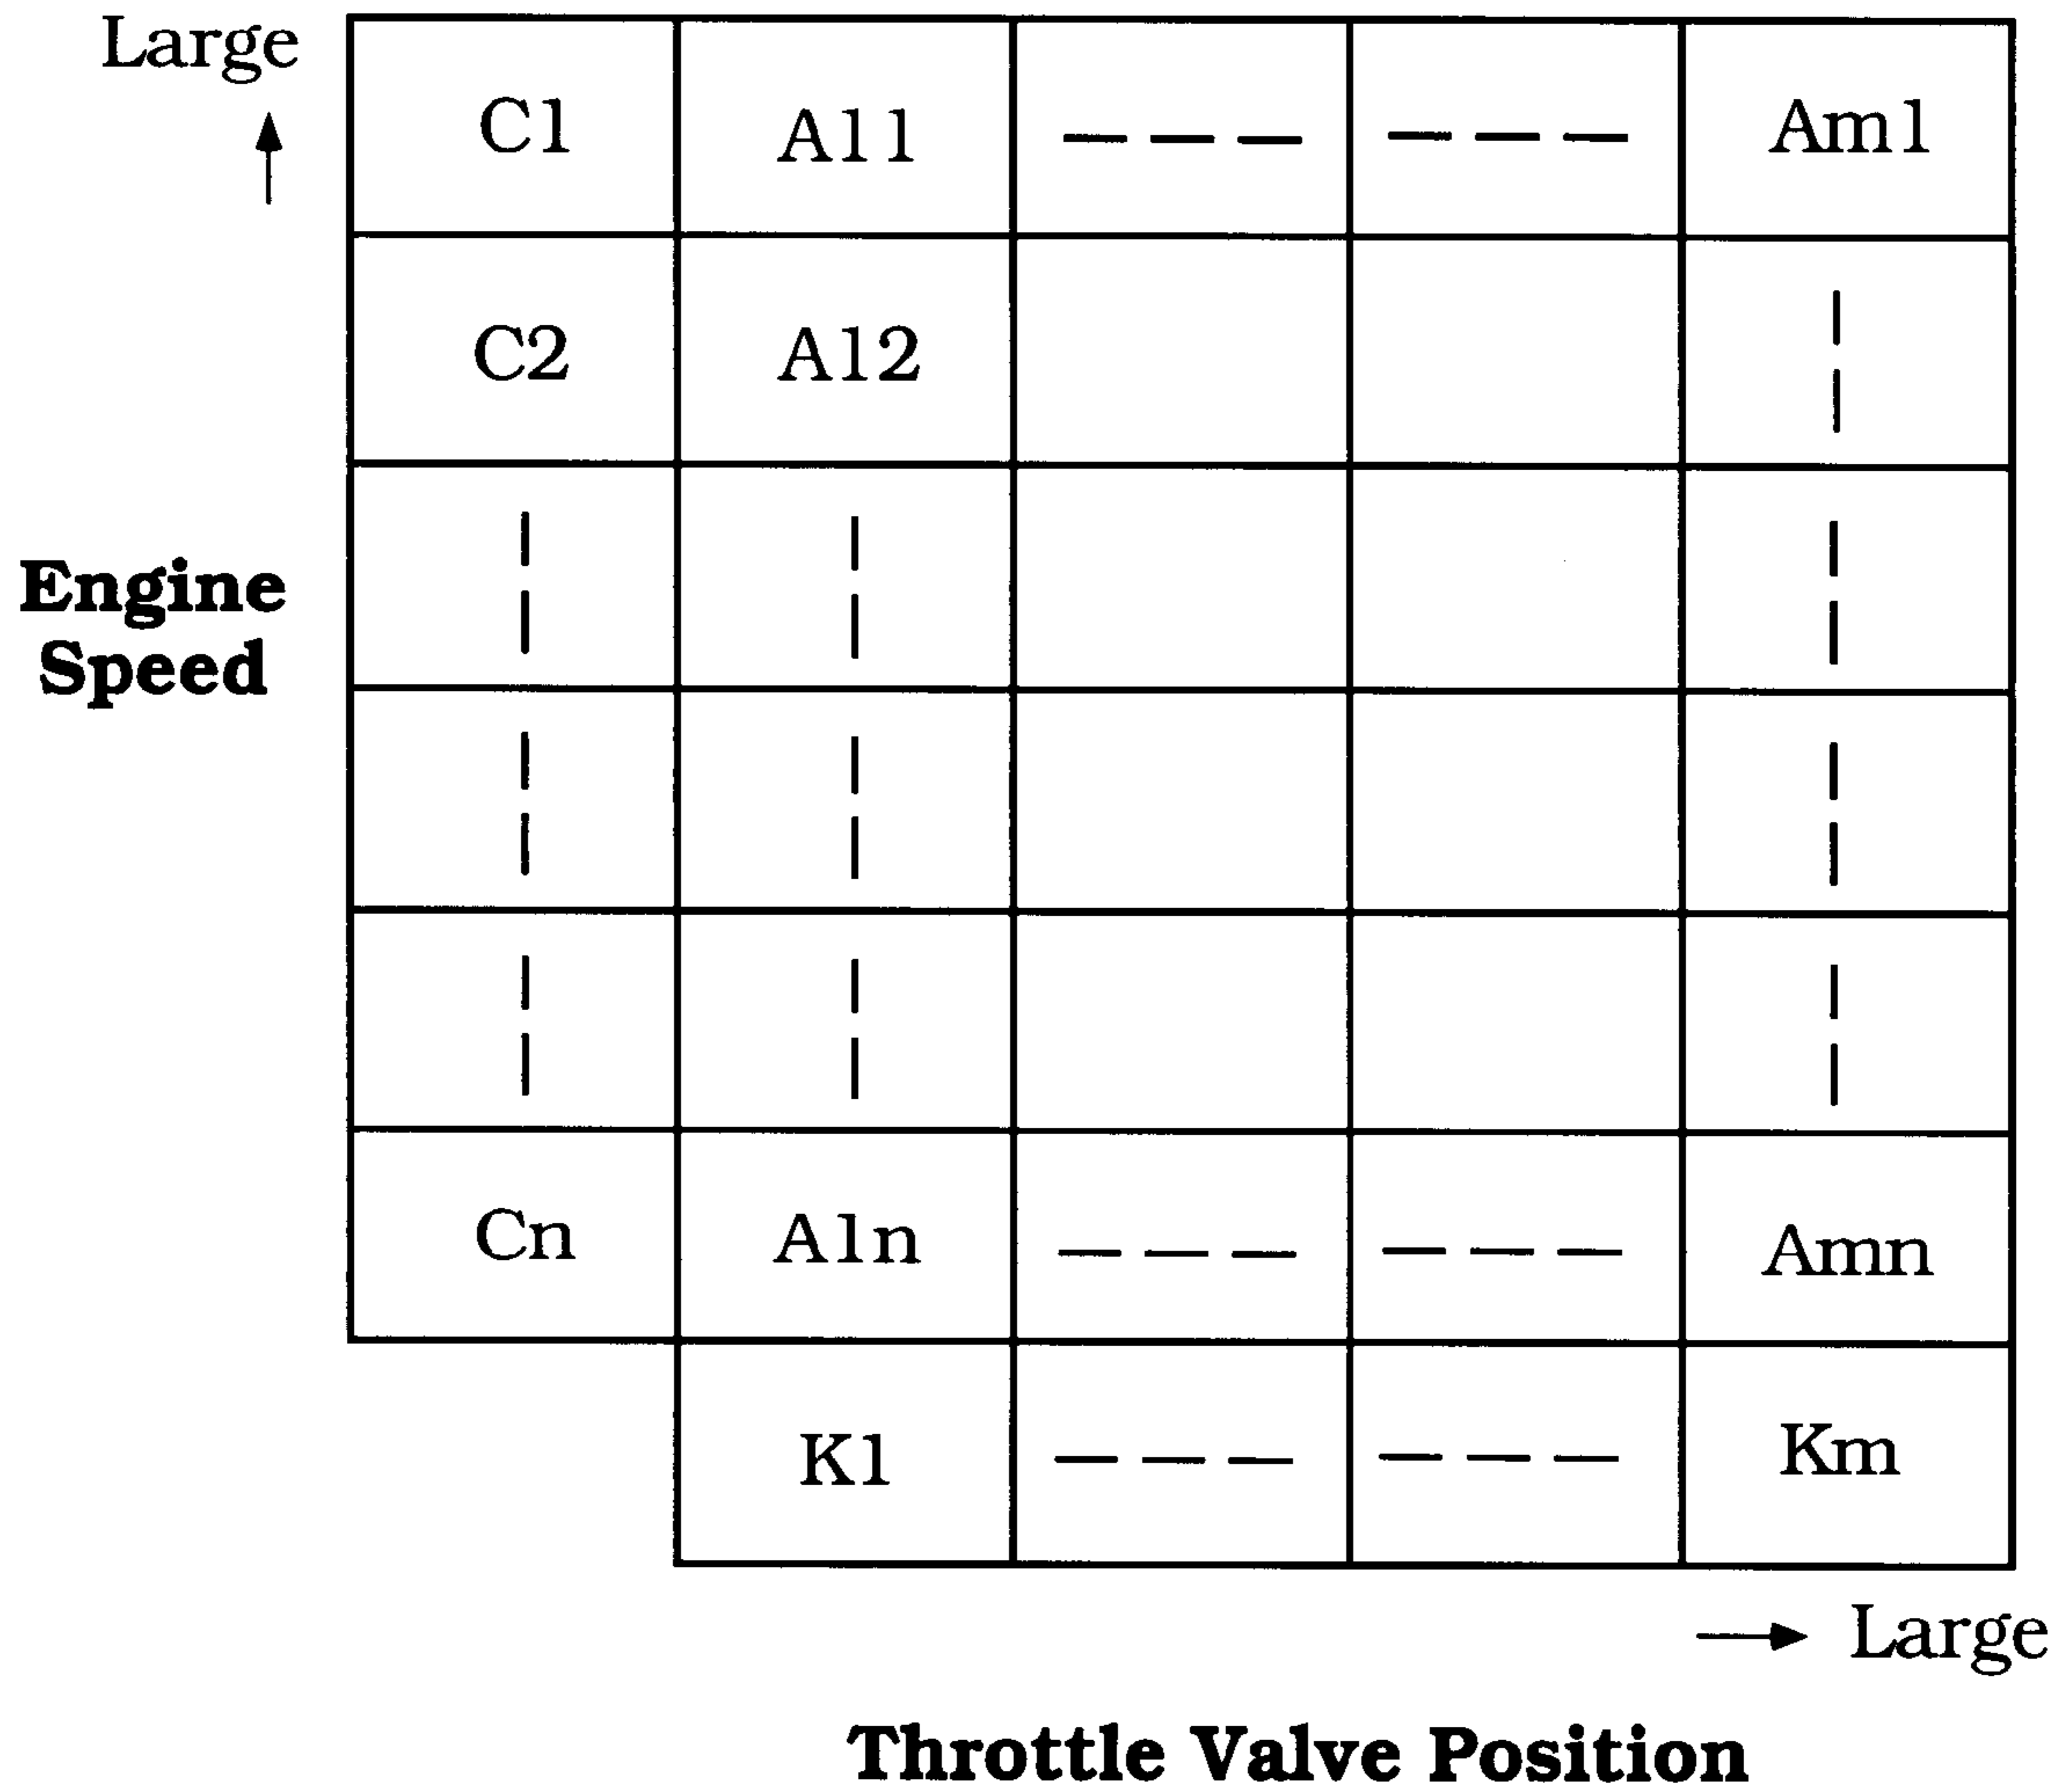 Large
C1 A11 Am1
C2 A12
Engine
Speed
Cn A1n Amn
K1 Km
Large
Throttle Valve Position